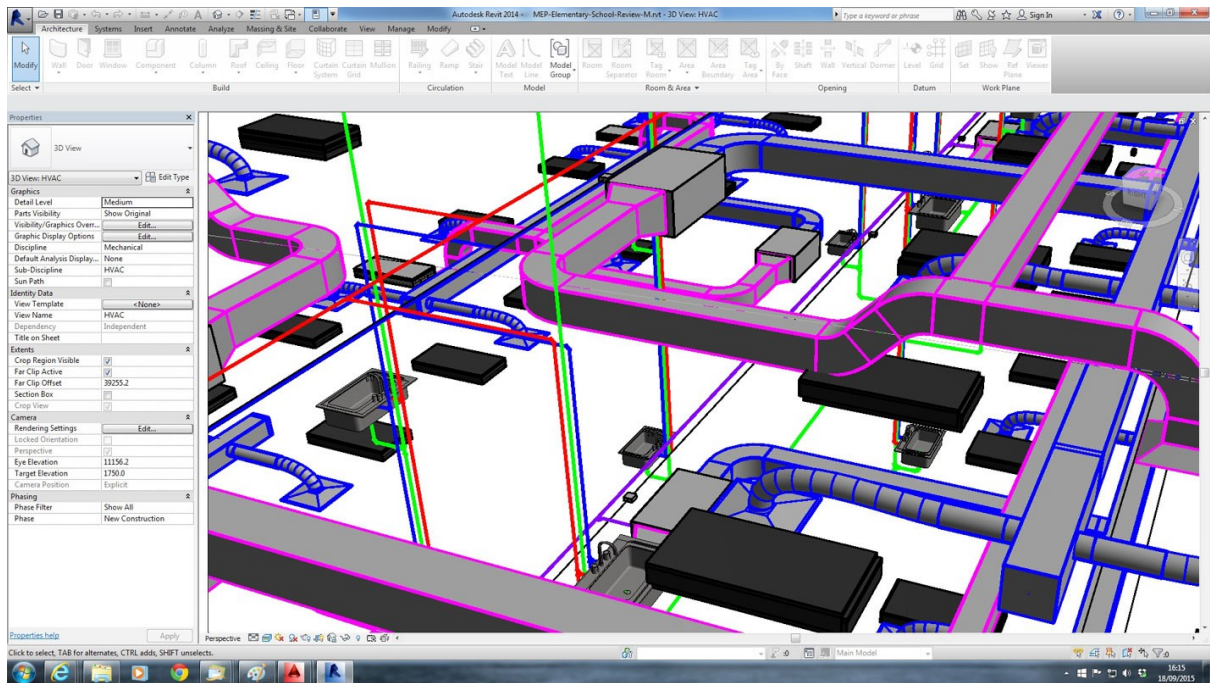 Autodesk Revit 2014 - MEP-Elementary-School-Review-M.rvt - 3D View: HVAC
Type a keyword or phrase
Sign In
Architecture Systems Insert Annotate Analyze Massing & Site Collaborate View Manage Modify
Modify Wall Door Window Component Column Roof Ceiling Floor Curtain System Curtain Grid Mullion Railing Ramp Stair Model Text Model Line Model Group Room Room Separator Tag Room Area Area Boundary Tag Area By Face Shaft Wall Vertical Dormer Level Grid Set Show Ref Plane Viewer
Select Build Circulation Model Room & Area Opening Datum Work Plane
Properties
3D View
3D View: HVAC Edit Type
Graphics
Detail Level Medium
Parts Visibility Show Original
Visibility/Graphics Overr... Edit...
Graphic Display Options Edit...
Discipline Mechanical
Default Analysis Display... None
Sub-Discipline HVAC
Sun Path
Identity Data
View Template <None>
View Name HVAC
Dependency Independent
Title on Sheet
Extents
Crop Region Visible
Far Clip Active
Far Clip Offset 39255.2
Section Box
Crop View
Camera
Rendering Settings Edit...
Locked Orientation
Perspective
Eye Elevation 11156.2
Target Elevation 1750.0
Camera Position Explicit
Phasing
Phase Filter Show All
Phase New Construction
Properties help Apply
Perspective
Click to select, TAB for alternates, CTRL adds, SHIFT unselects.
:0 Main Model :0
16:15
18/09/2015